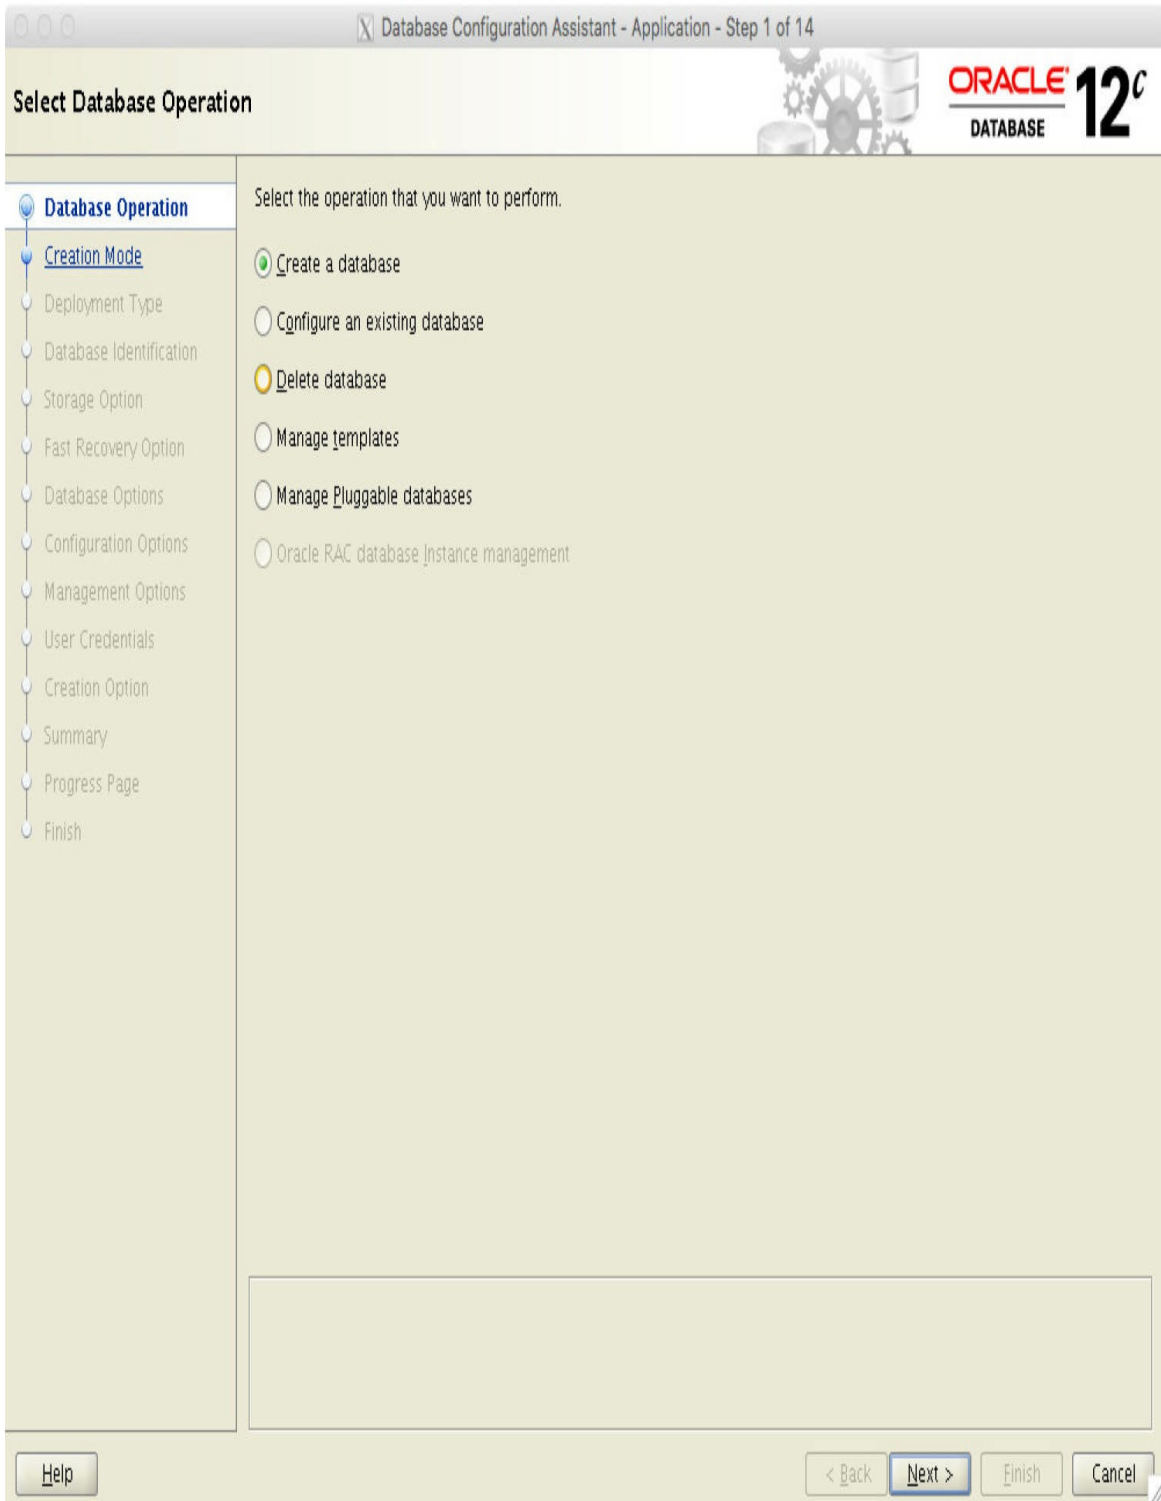 X Database Configuration Assistant - Application - Step 1 of 14
Select Database Operation
ORACLE
DATABASE
12c
Database Operation
Creation Mode
Deployment Type
Database Identification
Storage Option
Fast Recovery Option
Database Options
Configuration Options
Management Options
User Credentials
Creation Option
Summary
Progress Page
Finish
Select the operation that you want to perform.
Create a database
Configure an existing database
Delete database
Manage templates
Manage Pluggable databases
Oracle RAC database Instance management
Help
< Back
Next >
Finish
Cancel